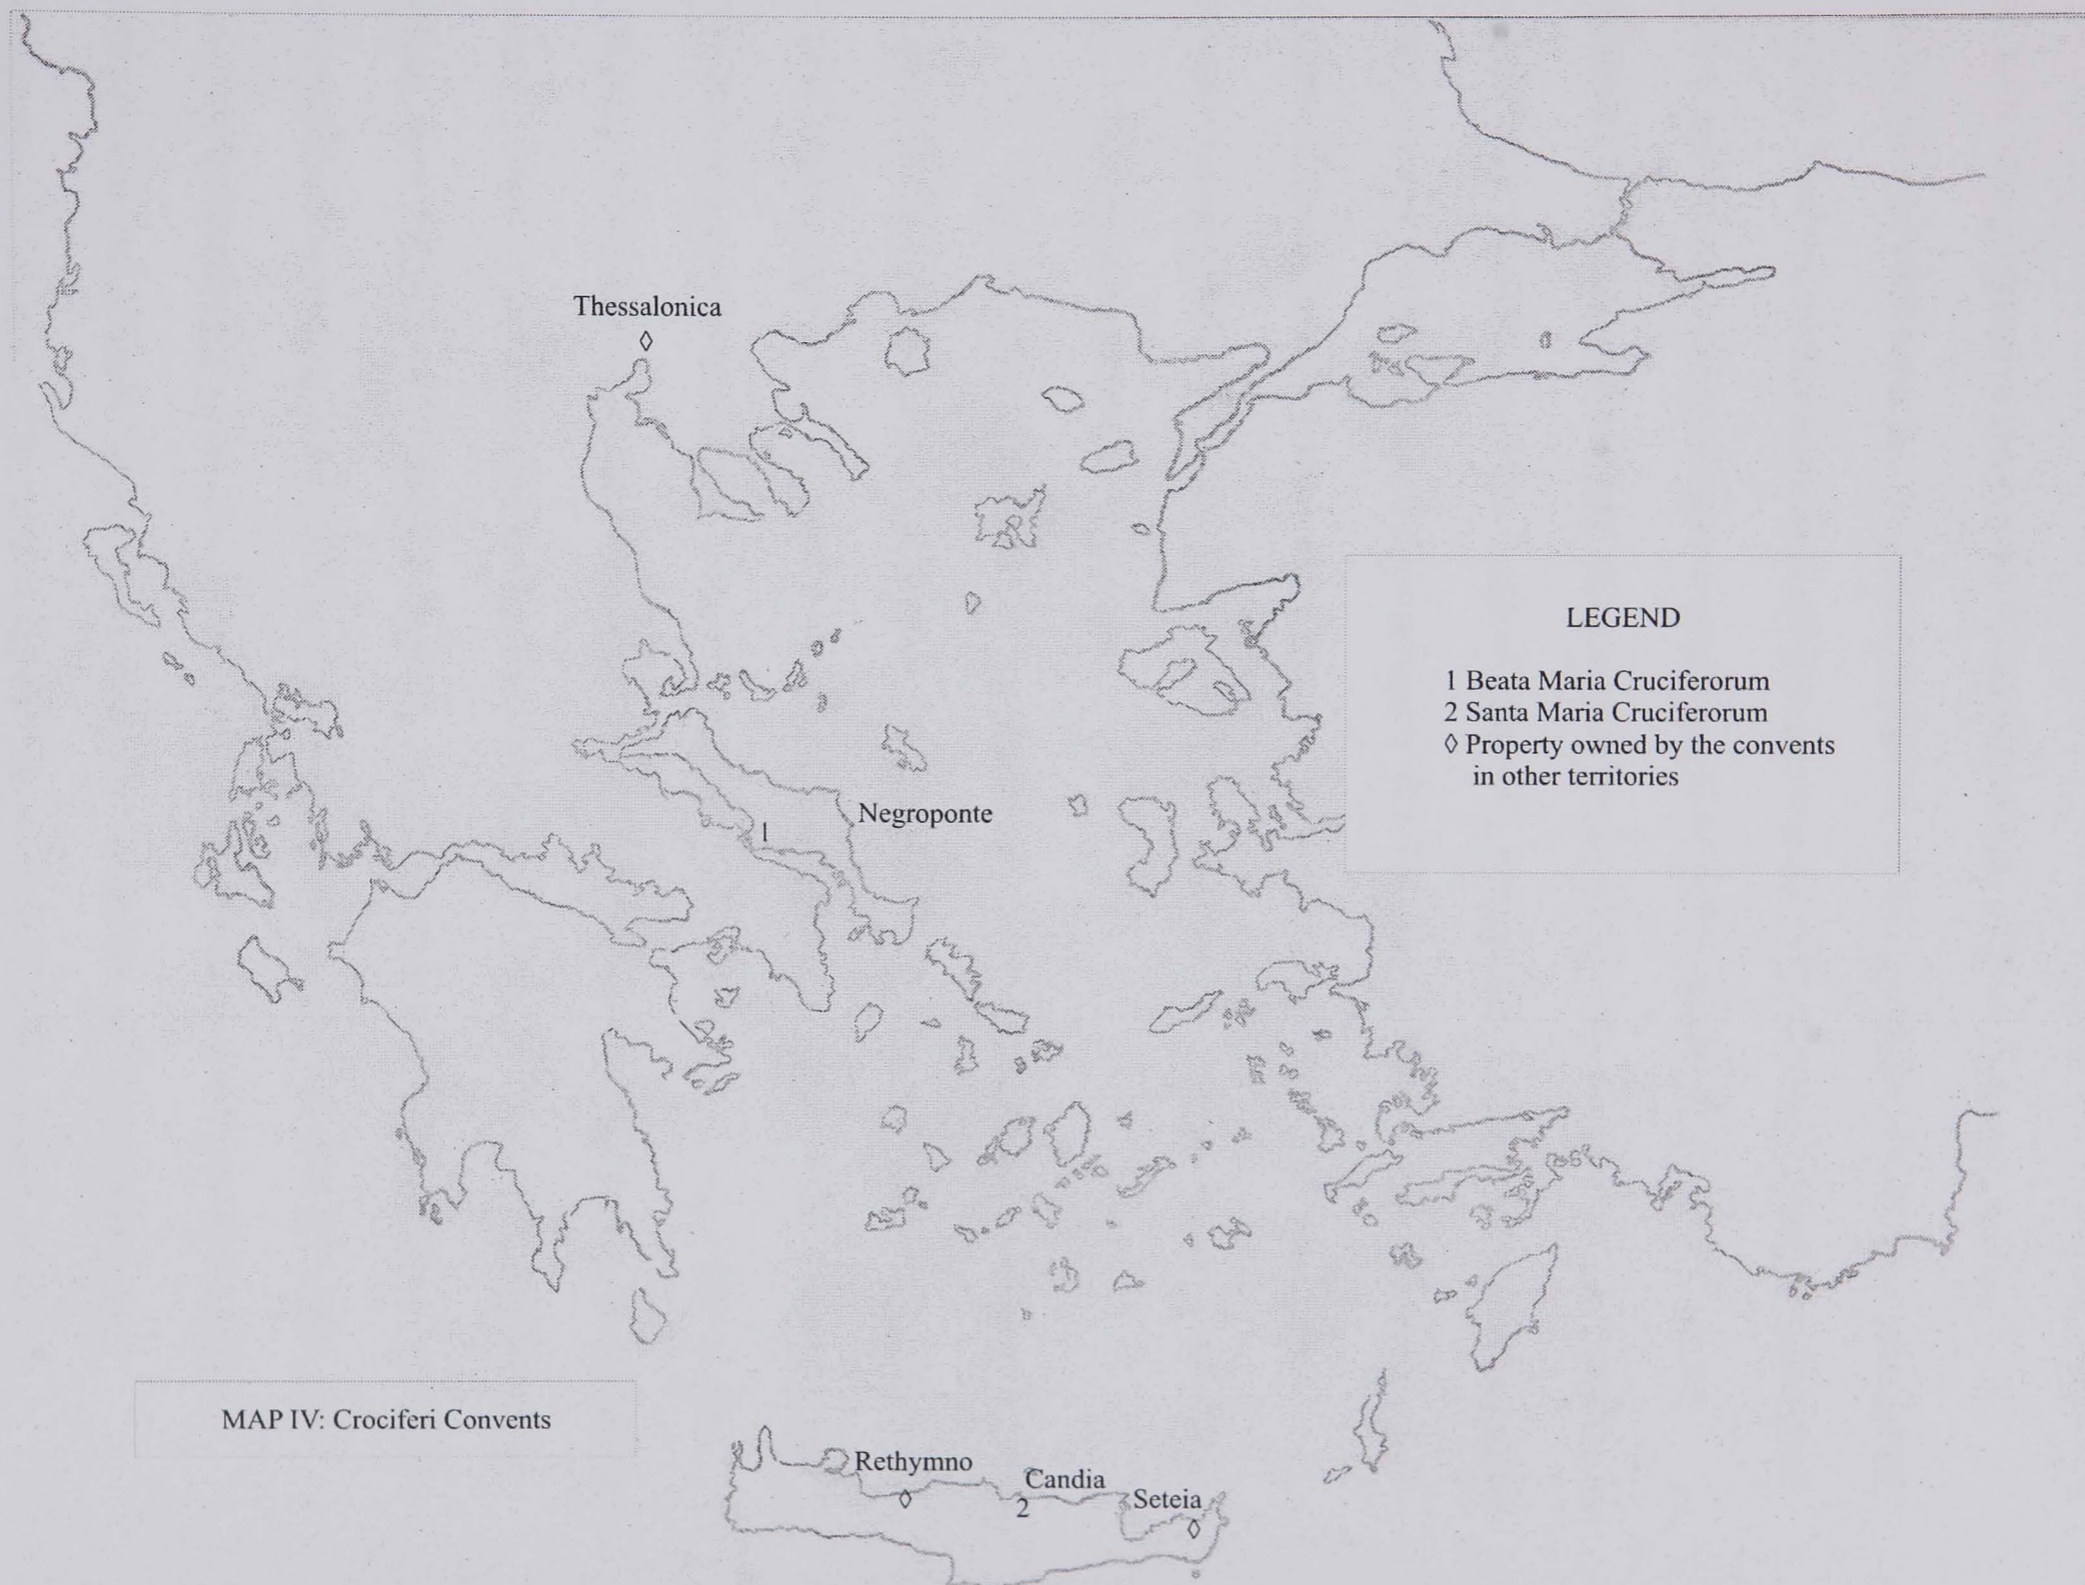 Thessalonica
◊
LEGEND
1 Beata Maria Cruciferorum
2 Santa Maria Cruciferorum
◊ Property owned by the convents
in other territories
Negroponte
1
MAP IV: Crociferi Convents
Rethymno
◊
Candia
2
Seteia
◊